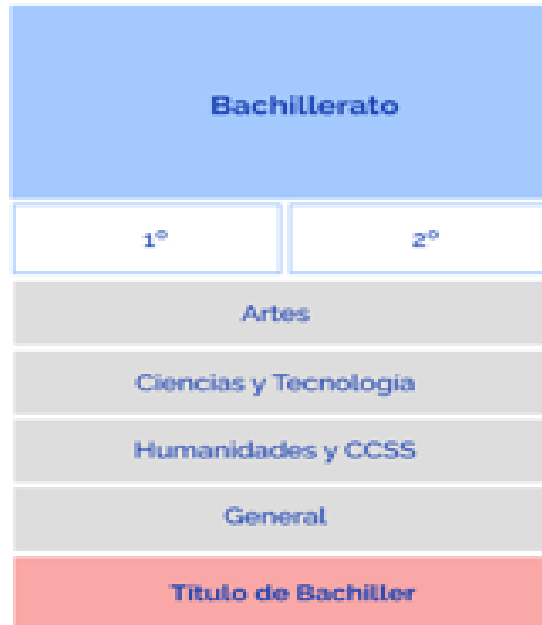 Bachillerato
1º
2º
Artes
Ciencias y Tecnología
Humanidades y CCSS
General
Título de Bachiller